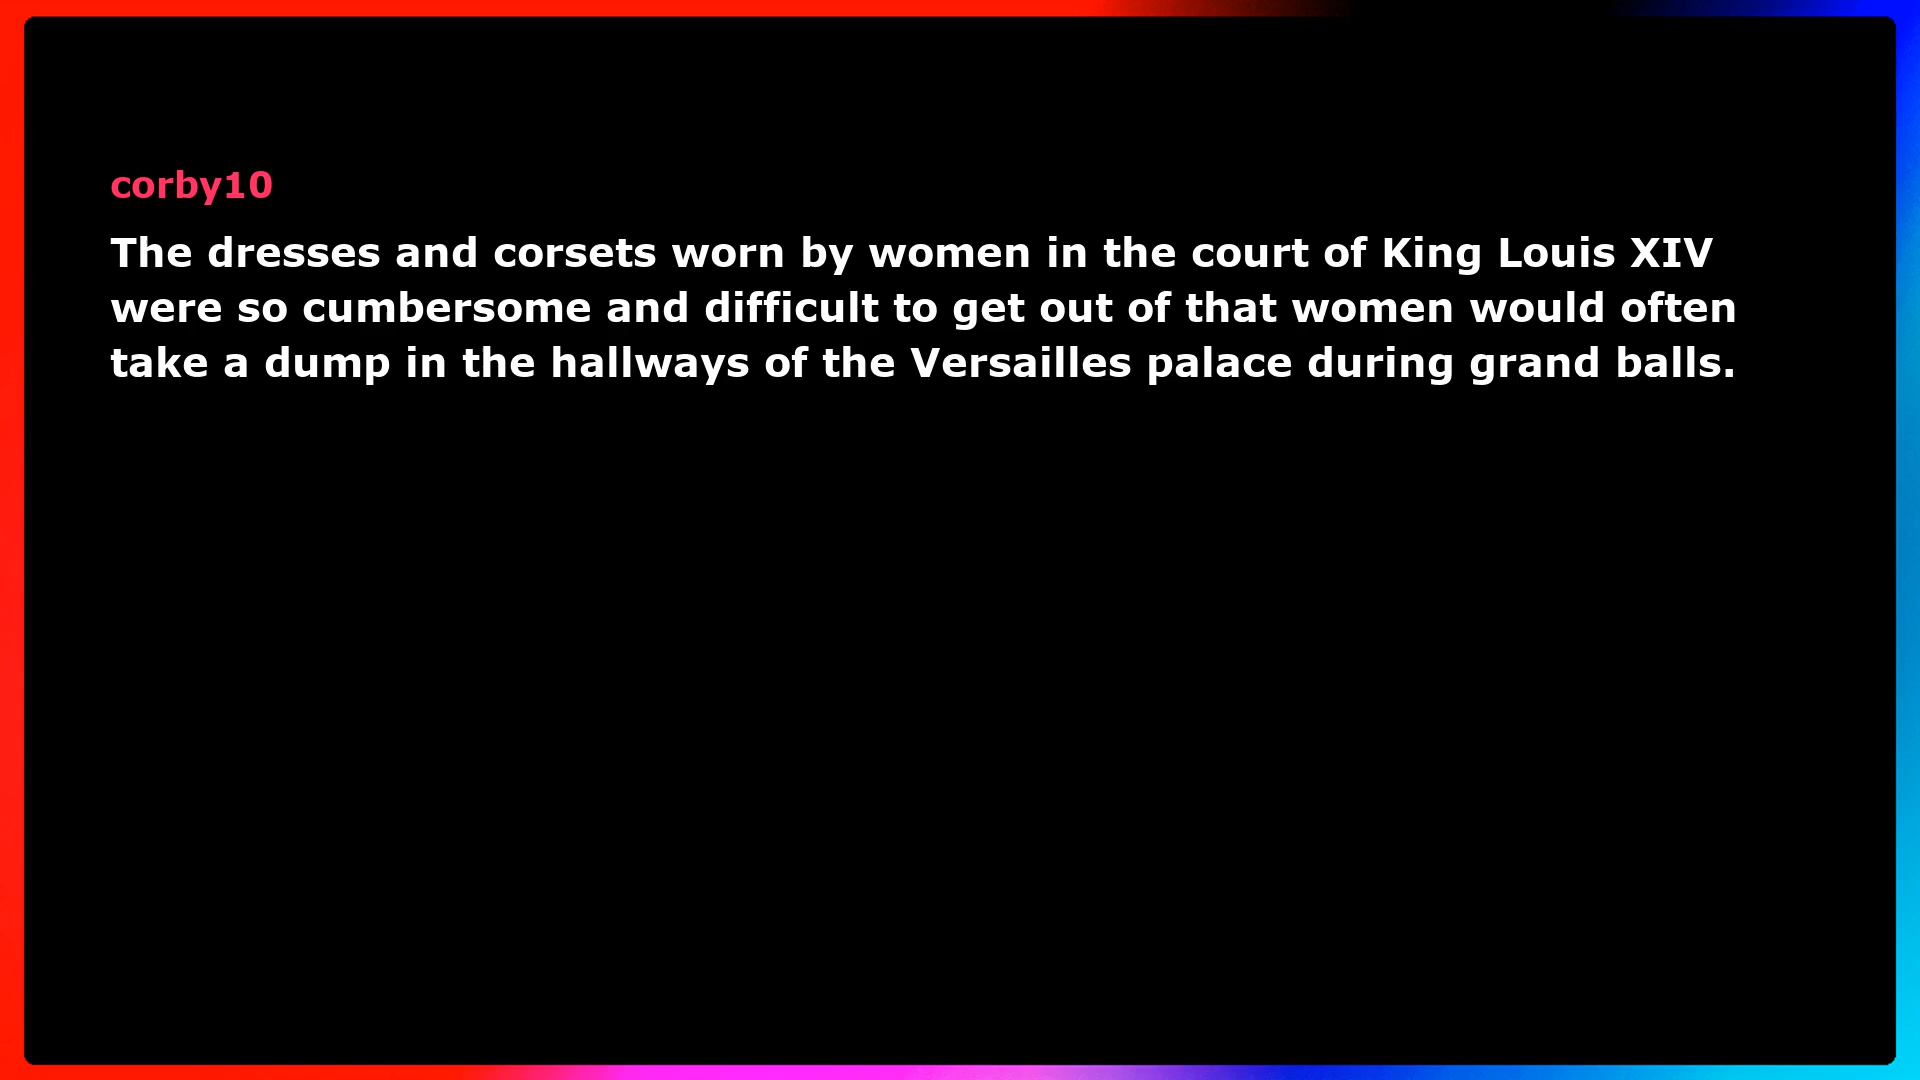 corby10
The dresses and corsets worn by women in the court of King Louis XIV
were so cumbersome and difficult to get out of that women would often
take a dump in the hallways of the Versailles palace during grand balls.